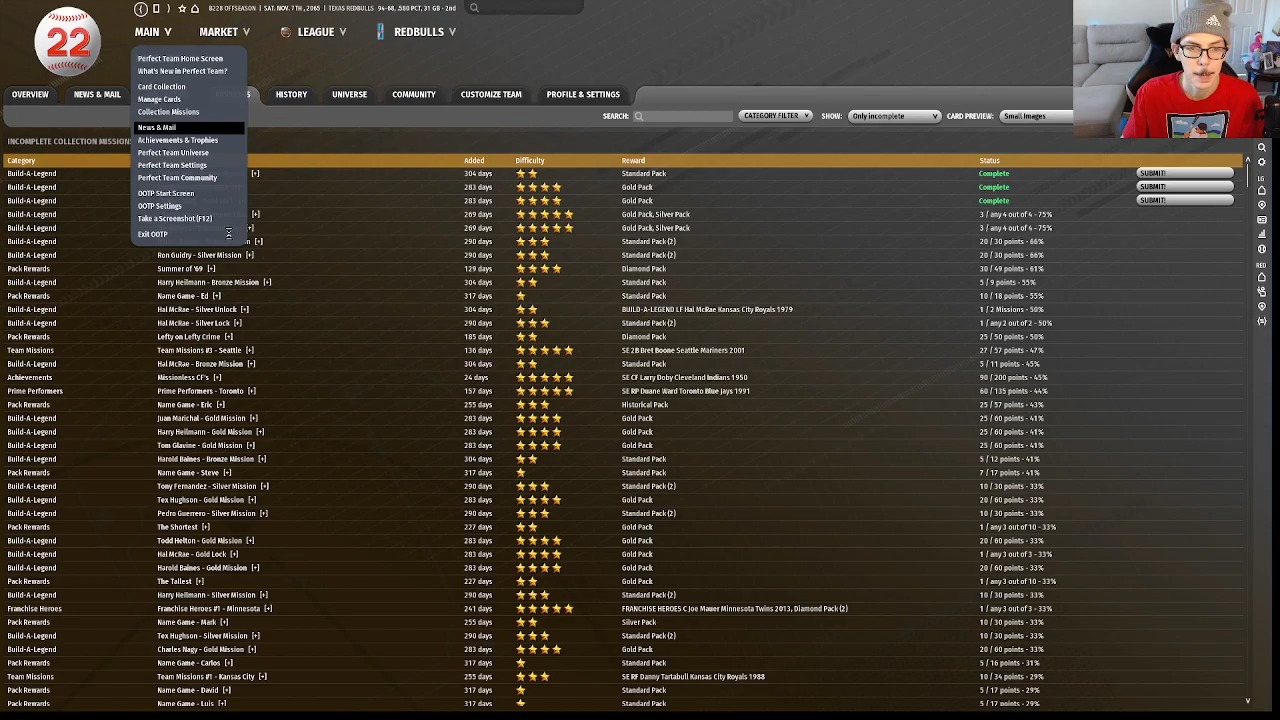 B228 OFFSEASON | SAT. NOV. 7TH, 2065 | TEXAS REDBULLS 94-68, .580 PCT, 31 GB - 2nd
22
MAIN MARKET LEAGUE REDBULLS
OVERVIEW NEWS & MAIL HISTORY UNIVERSE COMMUNITY CUSTOMIZE TEAM PROFILE & SETTINGS
Perfect Team Home Screen
What's New in Perfect Team?
Card Collection
Manage Cards
Collection Missions
News & Mail
Achievements & Trophies
Perfect Team Universe
Perfect Team Settings
Perfect Team Community
OOTP Start Screen
OOTP Settings
Take a Screenshot (F12)
Exit OOTP
SEARCH: CATEGORY FILTER SHOW: Only incomplete CARD PREVIEW: Small Images
INCOMPLETE COLLECTION
Category Added Difficulty Reward Status
Build-A-Legend [+] 304 days Standard Pack Complete SUBMIT!
Build-A-Legend 283 days Gold Pack Complete SUBMIT!
Build-A-Legend 283 days Gold Pack Complete SUBMIT!
Build-A-Legend 269 days Gold Pack, Silver Pack 3 / any 4 out of 4 - 75%
Build-A-Legend 269 days Gold Pack, Silver Pack 3 / any 4 out of 4 - 75%
Build-A-Legend [+] 290 days Standard Pack (2) 20 / 30 points - 66%
Build-A-Legend Ron Guidry - Silver Mission [+] 290 days Standard Pack (2) 20 / 30 points - 66%
Pack Rewards Summer of '69 [+] 129 days Diamond Pack 30 / 49 points - 61%
Build-A-Legend Harry Heilmann - Bronze Mission [+] 304 days Standard Pack 5 / 9 points - 55%
Pack Rewards Name Game - Ed [+] 317 days Standard Pack 10 / 18 points - 55%
Build-A-Legend Hal McRae - Silver Unlock [+] 304 days BUILD-A-LEGEND LF Hal McRae Kansas City Royals 1979 1 / 2 Missions - 50%
Build-A-Legend Hal McRae - Silver Lock [+] 290 days Standard Pack (2) 1 / any 2 out of 2 - 50%
Pack Rewards Lefty on Lefty Crime [+] 185 days Diamond Pack 25 / 50 points - 50%
Team Missions Team Missions #3 - Seattle [+] 136 days SE 2B Bret Boone Seattle Mariners 2001 27 / 57 points - 47%
Build-A-Legend Hal McRae - Bronze Mission [+] 304 days Standard Pack 5 / 11 points - 45%
Achievements Missionless CF's [+] 24 days SE CF Larry Doby Cleveland Indians 1950 90 / 200 points - 45%
Prime Performers Prime Performers - Toronto [+] 157 days SE RP Duane Ward Toronto Blue Jays 1991 60 / 135 points - 44%
Pack Rewards Name Game - Eric [+] 255 days Historical Pack 25 / 57 points - 43%
Build-A-Legend Juan Marichal - Gold Mission [+] 283 days Gold Pack 25 / 60 points - 41%
Build-A-Legend Harry Heilmann - Gold Mission [+] 283 days Gold Pack 25 / 60 points - 41%
Build-A-Legend Tom Glavine - Gold Mission [+] 283 days Gold Pack 25 / 60 points - 41%
Build-A-Legend Harold Baines - Bronze Mission [+] 304 days Standard Pack 5 / 12 points - 41%
Pack Rewards Name Game - Steve [+] 317 days Standard Pack 7 / 17 points - 41%
Build-A-Legend Tony Fernandez - Silver Mission [+] 290 days Standard Pack (2) 10 / 30 points - 33%
Build-A-Legend Tex Hughson - Gold Mission [+] 283 days Gold Pack 20 / 60 points - 33%
Build-A-Legend Pedro Guerrero - Silver Mission [+] 290 days Standard Pack (2) 10 / 30 points - 33%
Pack Rewards The Shortest [+] 227 days Gold Pack 1 / any 3 out of 10 - 33%
Build-A-Legend Todd Helton - Gold Mission [+] 283 days Gold Pack 20 / 60 points - 33%
Build-A-Legend Hal McRae - Gold Lock [+] 283 days Gold Pack 1 / any 3 out of 3 - 33%
Build-A-Legend Harold Baines - Gold Mission [+] 283 days Gold Pack 20 / 60 points - 33%
Pack Rewards The Tallest [+] 227 days Gold Pack 1 / any 3 out of 10 - 33%
Build-A-Legend Harry Heilmann - Silver Mission [+] 290 days Standard Pack (2) 10 / 30 points - 33%
Franchise Heroes Franchise Heroes #1 - Minnesota [+] 241 days FRANCHISE HEROES C Joe Mauer Minnesota Twins 2013, Diamond Pack (2) 1 / any 3 out of 3 - 33%
Pack Rewards Name Game - Mark [+] 255 days Silver Pack 10 / 30 points - 33%
Build-A-Legend Tex Hughson - Silver Mission [+] 290 days Standard Pack (2) 10 / 30 points - 33%
Build-A-Legend Charles Nagy - Gold Mission [+] 283 days Gold Pack 20 / 60 points - 33%
Pack Rewards Name Game - Carlos [+] 317 days Standard Pack 5 / 16 points - 31%
Team Missions Team Missions #1 - Kansas City [+] 255 days SE RF Danny Tartabull Kansas City Royals 1988 10 / 34 points - 29%
Pack Rewards Name Game - David [+] 317 days Standard Pack 5 / 17 points - 29%
Pack Rewards Name Game - Luis [+] 317 days Standard Pack 5 / 17 points - 29%
LG
RED